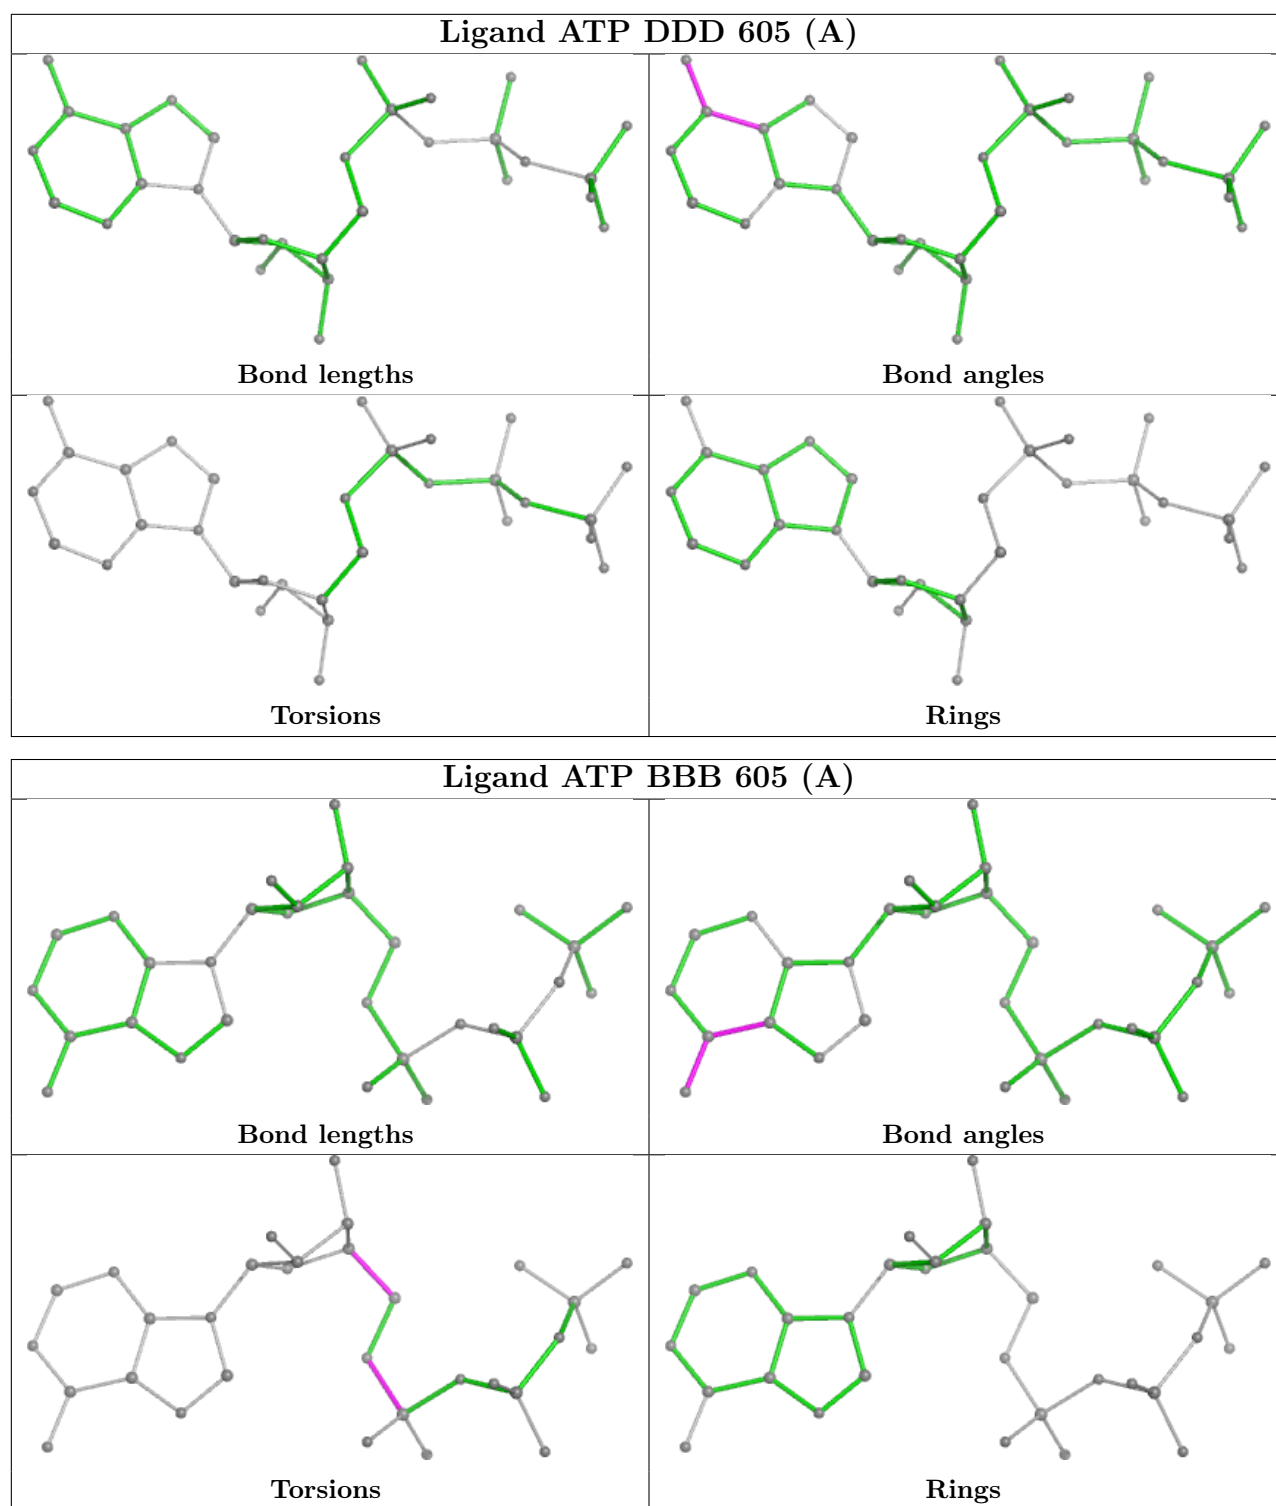 Ligand ATP DDD 605 (A)
Bond lengths
Bond angles
Torsions
Rings
Ligand ATP BBB 605 (A)
Bond lengths
Bond angles
Torsions
Rings